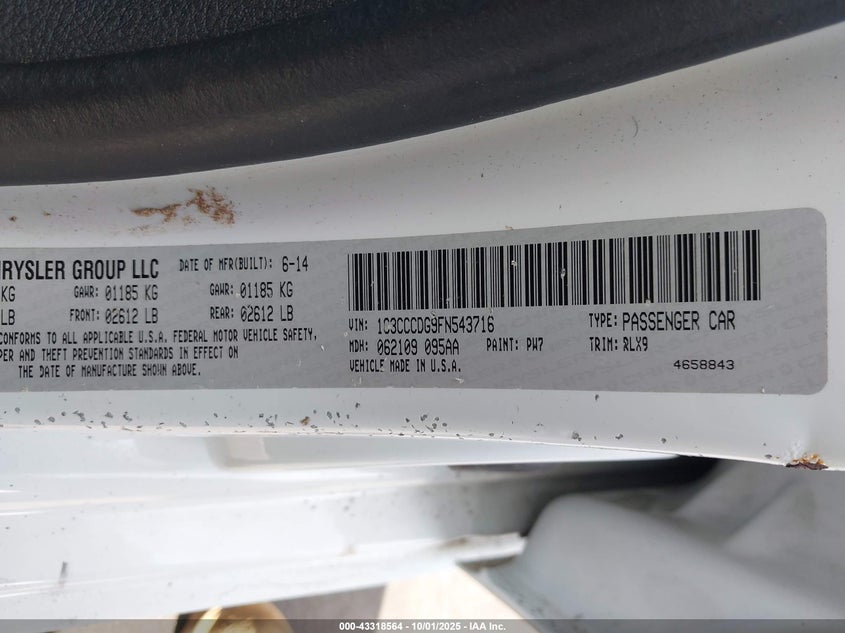 RYSLER GROUP LLC DATE OF MFR(BUILT): 6-14
KG GAWR: 01185 KG GAWR: 01185 KG
LB FRONT: 02612 LB REAR: 02612 LB
CONFORMS TO ALL APPLICABLE U.S.A. FEDERAL MOTOR VEHICLE SAFETY,
PER AND THEFT PREVENTION STANDARDS IN EFFECT ON
THE DATE OF MANUFACTURE SHOWN ABOVE.
VIN: 1C3CCCDG9FN543716 TYPE: PASSENGER CAR
MDH: 062109 095AA PAINT: PW7 TRIM: RLX9
VEHICLE MADE IN U.S.A. 4658843
000-43318564 - 10/01/2025 - IAA Inc.